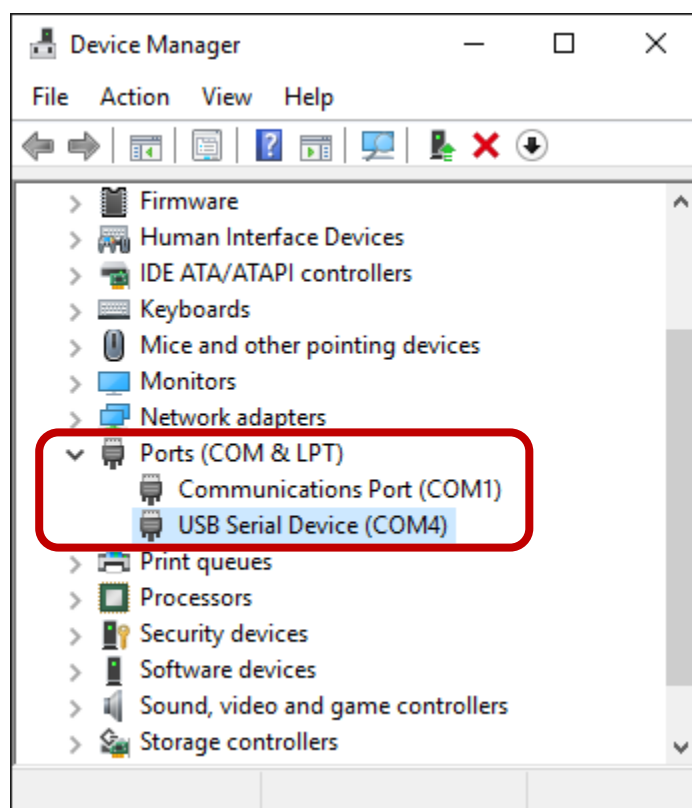 Device Manager
File Action View Help
Firmware
Human Interface Devices
IDE ATA/ATAPI controllers
Keyboards
Mice and other pointing devices
Monitors
Network adapters
Ports (COM & LPT)
Communications Port (COM1)
USB Serial Device (COM4)
Print queues
Processors
Security devices
Software devices
Sound, video and game controllers
Storage controllers